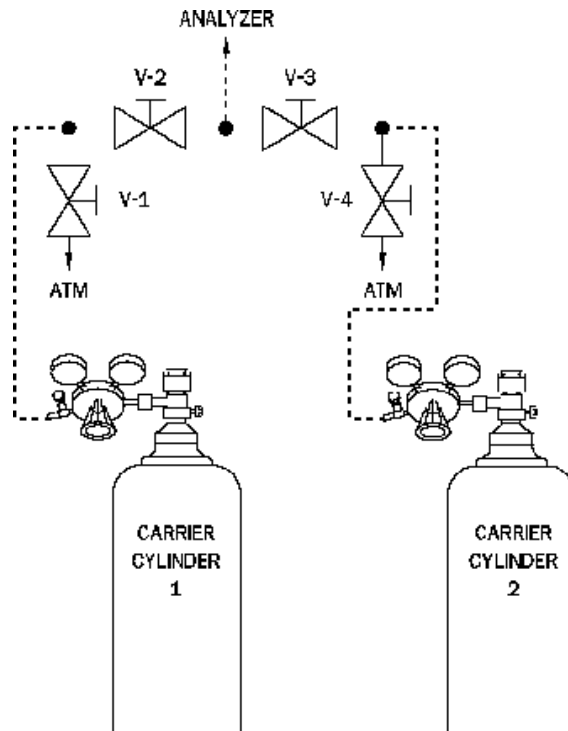 ANALYZER
V-2
V-3
V-1
V-4
ATM
ATM
CARRIER
CYLINDER
1
CARRIER
CYLINDER
2